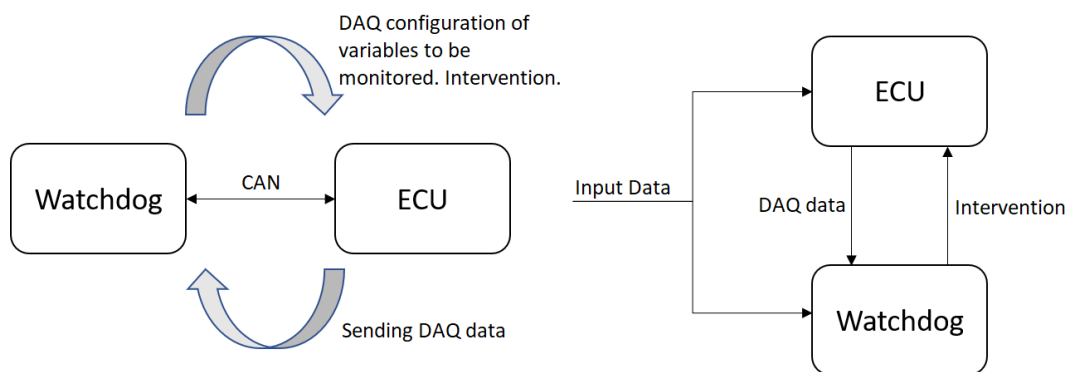 DAQ configuration of
variables to be
monitored. Intervention.
Watchdog
CAN
ECU
Sending DAQ data
ECU
Input Data
DAQ data
Intervention
Watchdog